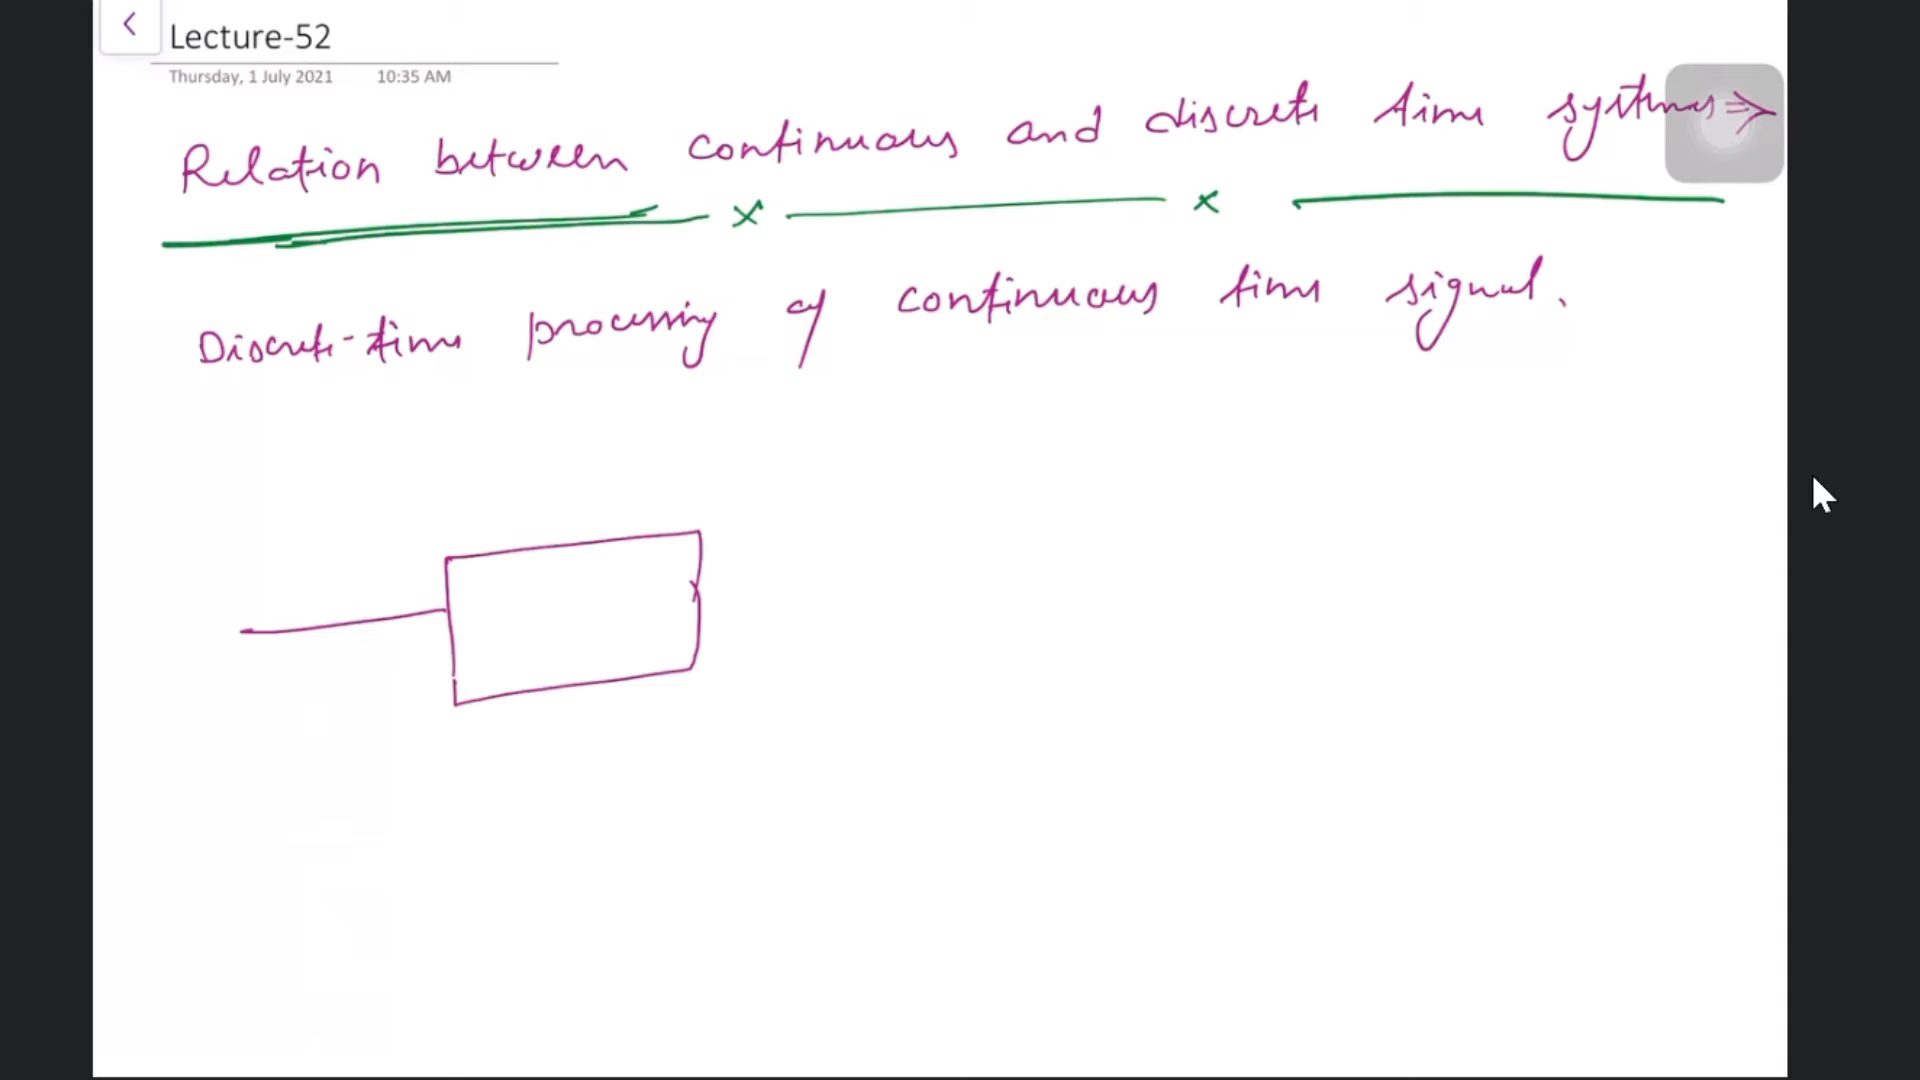 Lecture-52
Thursday, 1 July 2021 10:35 AM
Relation between continuous and discrete time systems ⇒
Discrete-time processing of continuous time signal.